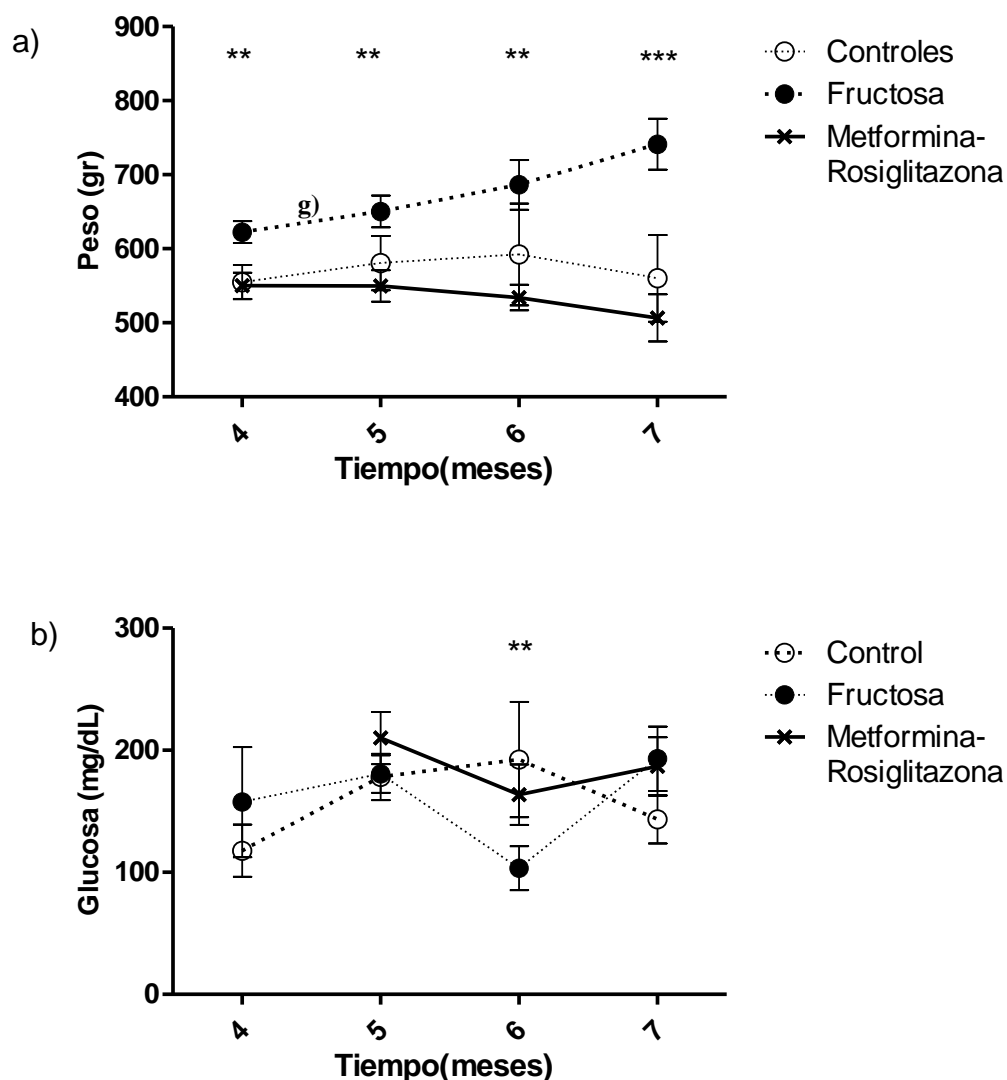 a)
900
800
700
600
500
400
Peso (gr)
** ** ** ***
g)
4 5 6 7
Tiempo(meses)
Controles
Fructosa
Metformina-
Rosiglitazona
b)
300
200
100
0
Glucosa (mg/dL)
**
4 5 6 7
Tiempo(meses)
Control
Fructosa
Metformina-
Rosiglitazona